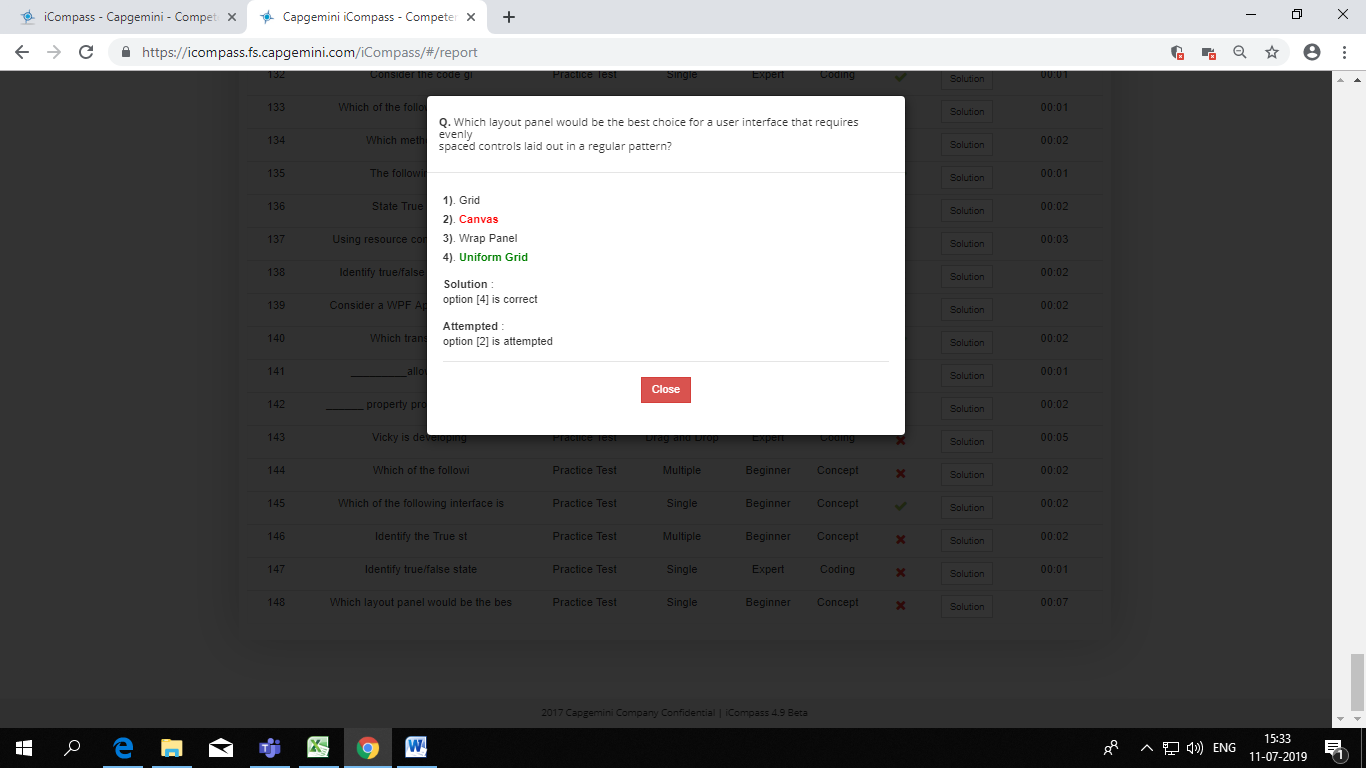 iCompass - Capgemini - Compet
Capgemini iCompass - Competen
https://icompass.fs.capgemini.com/iCompass/#/report
132 Consider the code gi Practice Test Single Expert Coding Solution 00:01
133 Which of the follo Solution 00:01
134 Which meth Solution 00:02
135 The followin Solution 00:01
136 State True Solution 00:02
137 Using resource con Solution 00:03
138 Identify true/false Solution 00:02
139 Consider a WPF Ap Solution 00:02
140 Which trans Solution 00:02
141 _________allo Solution 00:01
142 ______ property pro Solution 00:02
143 Vicky is developing Practice Test Drag and Drop Expert Coding Solution 00:05
144 Which of the followi Practice Test Multiple Beginner Concept Solution 00:02
145 Which of the following interface is Practice Test Single Beginner Concept Solution 00:02
146 Identify the True st Practice Test Multiple Beginner Concept Solution 00:02
147 Identify true/false state Practice Test Single Expert Coding Solution 00:01
148 Which layout panel would be the bes Practice Test Single Beginner Concept Solution 00:07
Q. Which layout panel would be the best choice for a user interface that requires
evenly
spaced controls laid out in a regular pattern?
1). Grid
2). Canvas
3). Wrap Panel
4). Uniform Grid
Solution :
option [4] is correct
Attempted :
option [2] is attempted
Close
2017 Capgemini Company Confidential | iCompass 4.9 Beta
ENG
15:33
11-07-2019
1